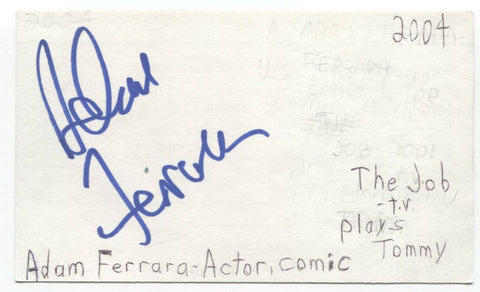 2004
Adam
Ferrara
The Job
-T.V.
plays
Tommy
Adam Ferrara-Actor, comic